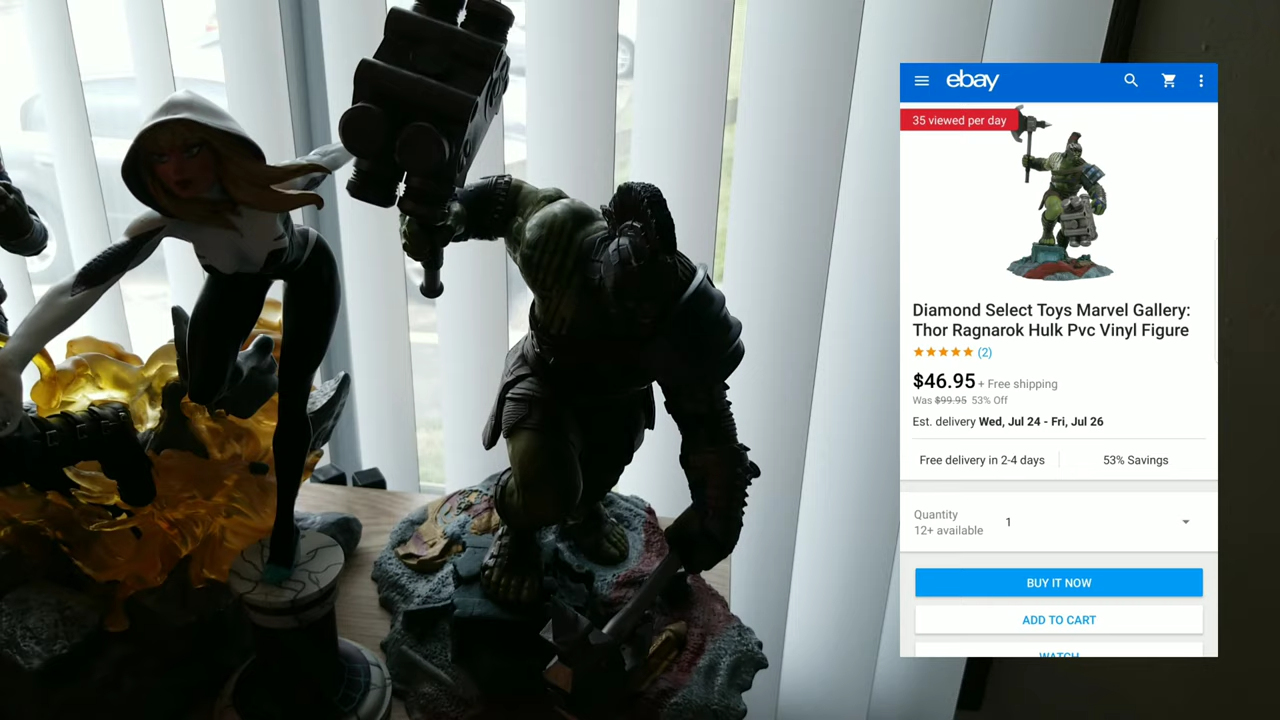 ebay
35 viewed per day
Diamond Select Toys Marvel Gallery:
Thor Ragnarok Hulk Pvc Vinyl Figure
(2)
$46.95 + Free shipping
Was $99.95 53% Off
Est. delivery Wed, Jul 24 - Fri, Jul 26
Free delivery in 2-4 days 53% Savings
Quantity
12+ available
1
BUY IT NOW
ADD TO CART
WATCH